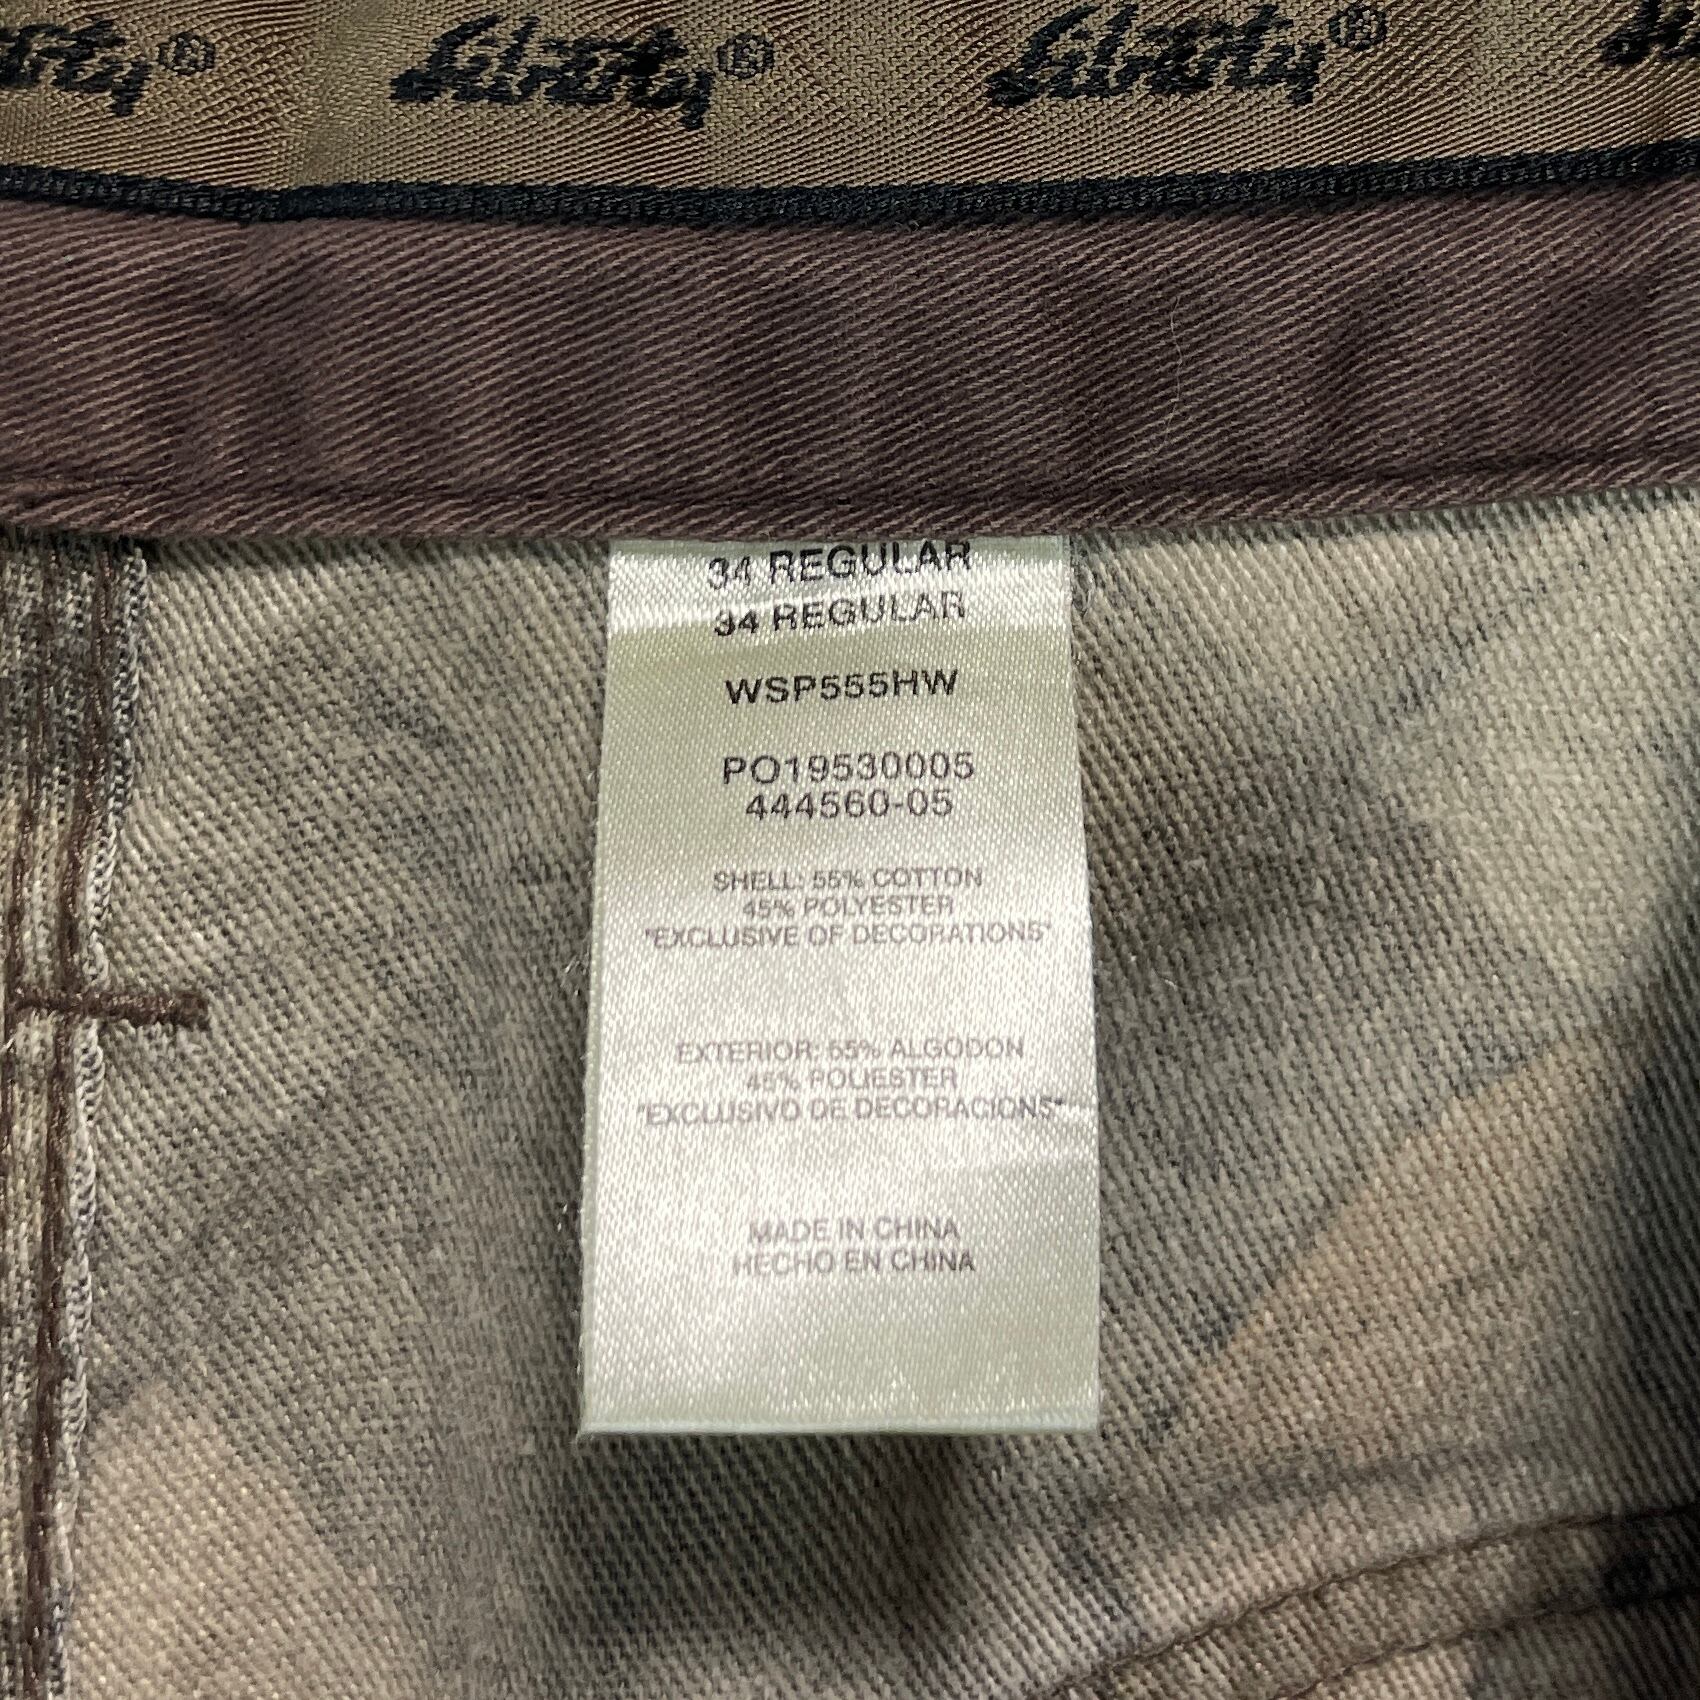 Liberty® Liberty®
34 REGULAR
34 REGULAR
WSP555HW
PO19530005
444560-05
SHELL: 55% COTTON
45% POLYESTER
"EXCLUSIVE OF DECORATIONS"
EXTERIOR: 55% ALGODON
45% POLIESTER
"EXCLUSIVO DE DECORACIONS"
MADE IN CHINA
HECHO EN CHINA